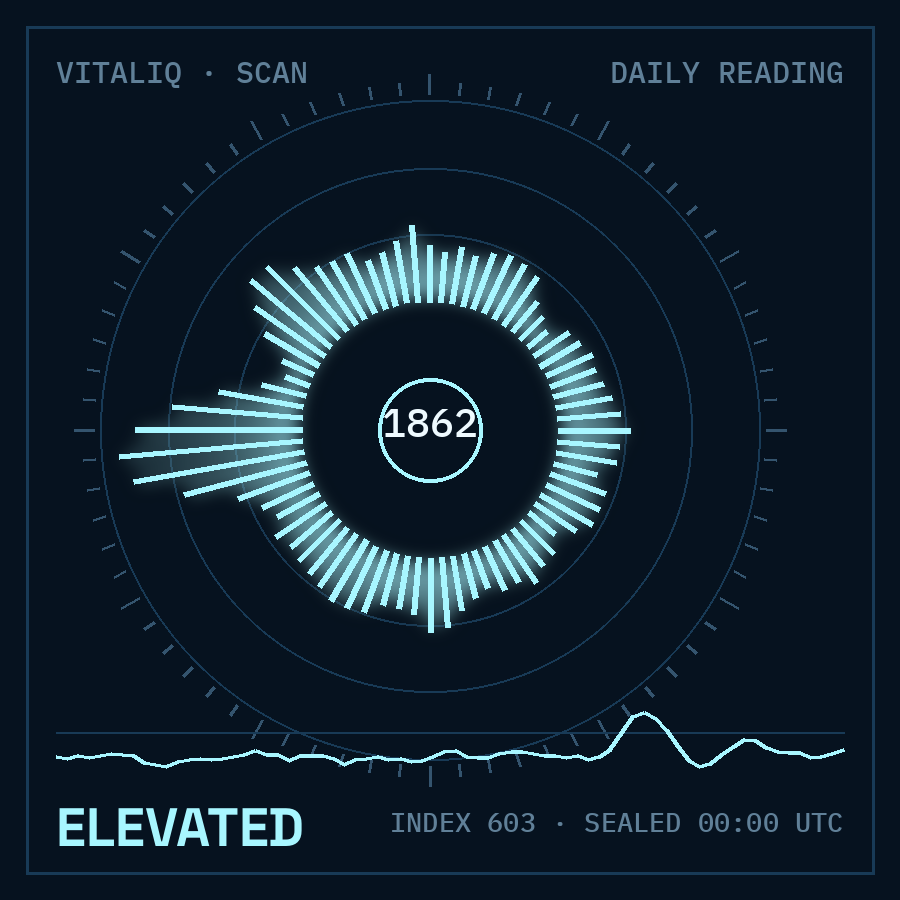 VITALIQ · SCAN
DAILY READING
1862
ELEVATED
INDEX 603 · SEALED 00:00 UTC